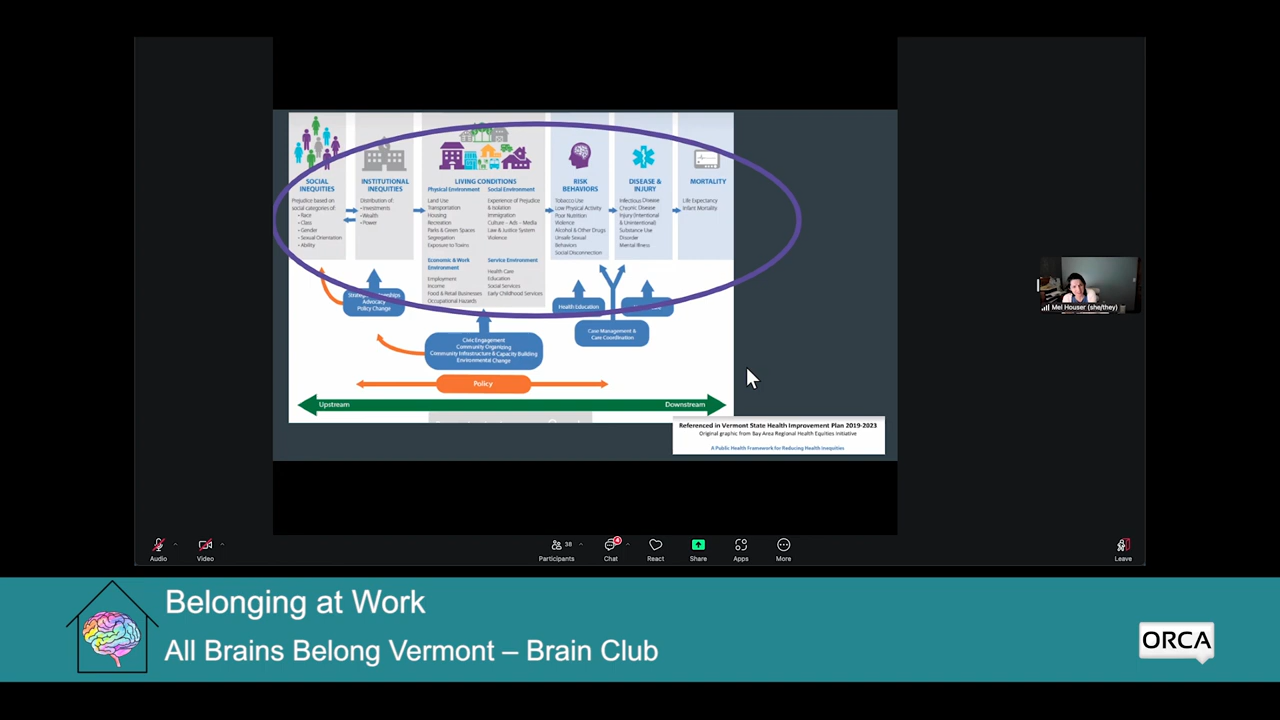 SOCIAL
INEQUITIES
Prejudice based on
social categories of:
• Race
• Class
• Gender
• Sexual Orientation
• Ability
INSTITUTIONAL
INEQUITIES
Distribution of:
• Investments
• Wealth
• Power
LIVING CONDITIONS
Physical Environment
Land Use
Transportation
Housing
Recreation
Parks & Green Spaces
Segregation
Exposure to Toxins
Social Environment
Experience of Prejudice
& Isolation
Immigration
Culture – Ads – Media
Law & Justice System
Violence
Economic & Work
Environment
Employment
Income
Food & Retail Businesses
Occupational Hazards
Service Environment
Health Care
Education
Social Services
Early Childhood Services
RISK
BEHAVIORS
Tobacco Use
Low Physical Activity
Poor Nutrition
Violence
Alcohol & Other Drugs
Unsafe Sexual
Behaviors
Social Disconnection
DISEASE &
INJURY
Infectious Disease
Chronic Disease
Injury (Intentional
& Unintentional)
Substance Use
Disorder
Mental Illness
MORTALITY
Life Expectancy
Infant Mortality
Advocacy
Policy Change
Health Education
Case Management &
Care Coordination
Civic Engagement
Community Organizing
Community Infrastructure & Capacity Building
Environmental Change
Policy
Upstream
Downstream
Referenced in Vermont State Health Improvement Plan 2019-2023
Original graphic from Bay Area Regional Health Equities Initiative
A Public Health Framework for Reducing Health Inequities
Mei Houser (she/they)
Audio
Video
Participants
38
Chat
4
React
Share
Apps
More
Leave
Belonging at Work
All Brains Belong Vermont – Brain Club
ORCA